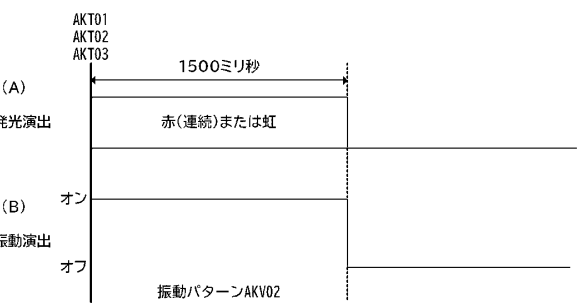 AKT01
AKT02
AKT03
1500ミリ秒
(A)
発光演出
赤(連続)または虹
オン
(B)
振動演出
オフ
振動パターンAKV02